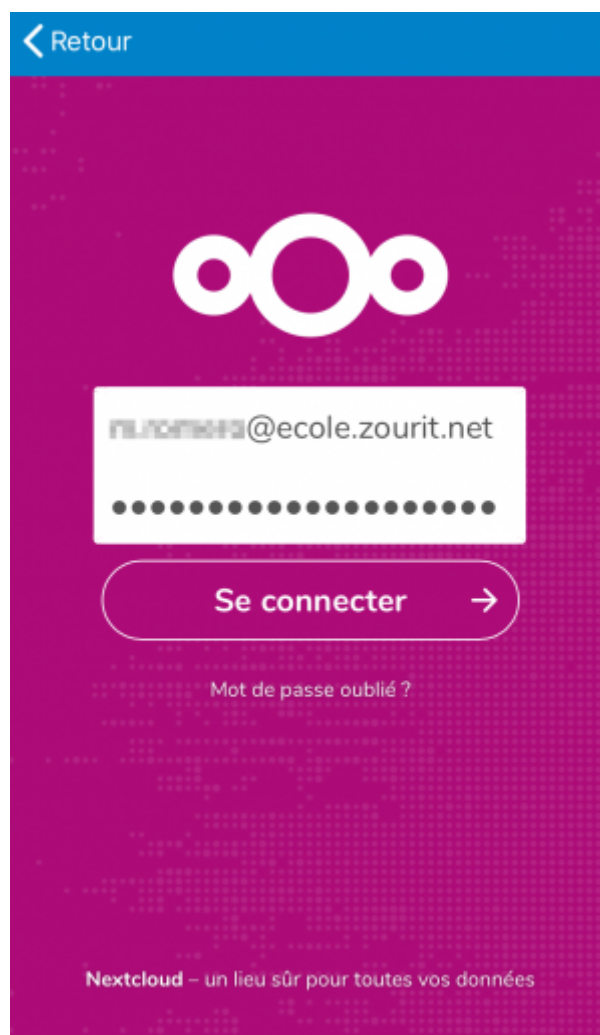 Retour
@ecole.zourit.net
Se connecter
Mot de passe oublié ?
Nextcloud – un lieu sûr pour toutes vos données